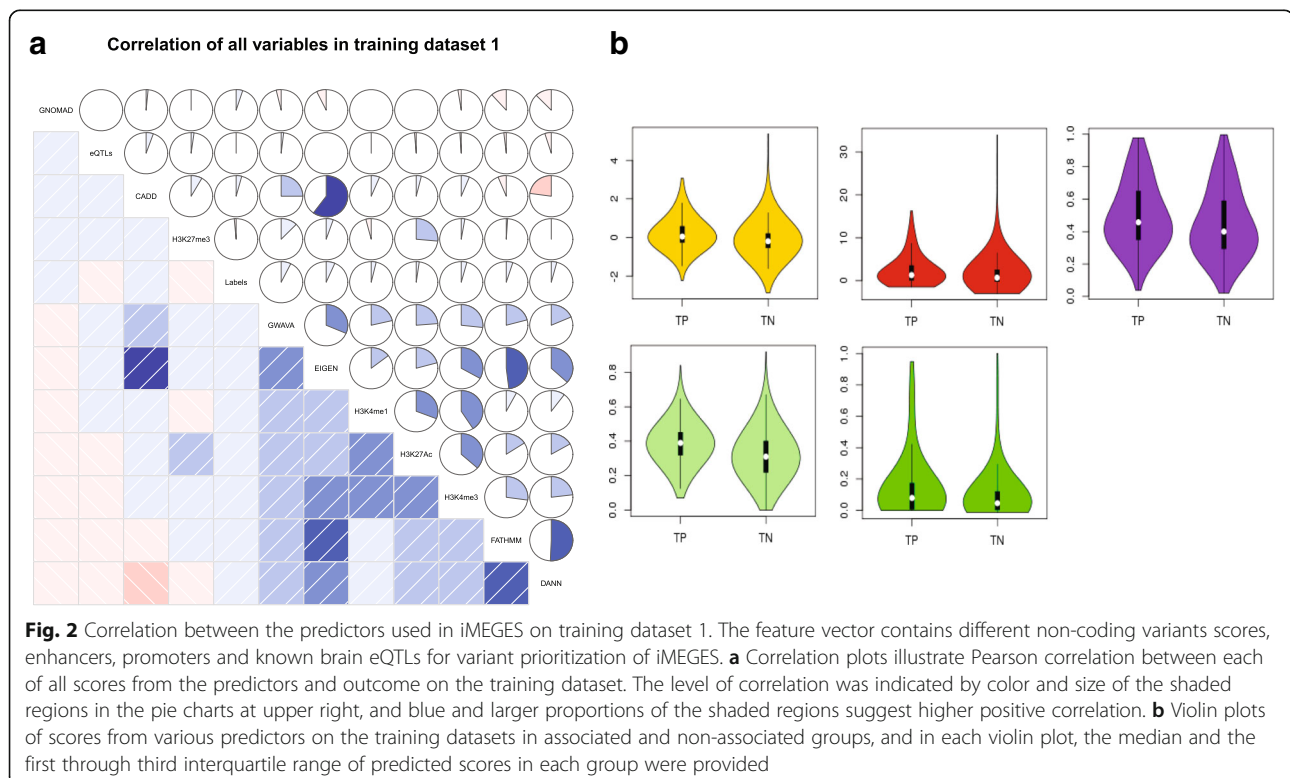 a
Correlation of all variables in training dataset 1
GNOMAD
eQTLs
CADD
H3K27me3
Labels
GWAVA
EIGEN
H3K4me1
H3K27Ac
H3K4me3
FATHMM
DANN
b
4
2
0
-2
TP TN
30
20
10
0
TP TN
1.0
0.8
0.6
0.4
0.2
0.0
TP TN
0.8
0.6
0.4
0.2
0.0
TP TN
1.0
0.8
0.6
0.4
0.2
0.0
TP TN
Fig. 2 Correlation between the predictors used in iMEGES on training dataset 1. The feature vector contains different non-coding variants scores,
enhancers, promoters and known brain eQTLs for variant prioritization of iMEGES. a Correlation plots illustrate Pearson correlation between each
of all scores from the predictors and outcome on the training dataset. The level of correlation was indicated by color and size of the shaded
regions in the pie charts at upper right, and blue and larger proportions of the shaded regions suggest higher positive correlation. b Violin plots
of scores from various predictors on the training datasets in associated and non-associated groups, and in each violin plot, the median and the
first through third interquartile range of predicted scores in each group were provided